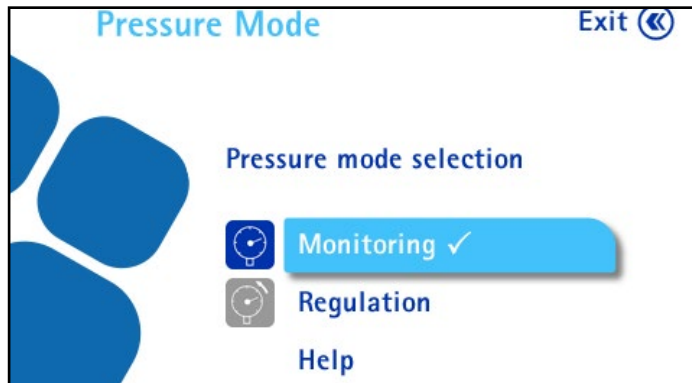 Pressure Mode
Exit
Pressure mode selection
Monitoring ✓
Regulation
Help